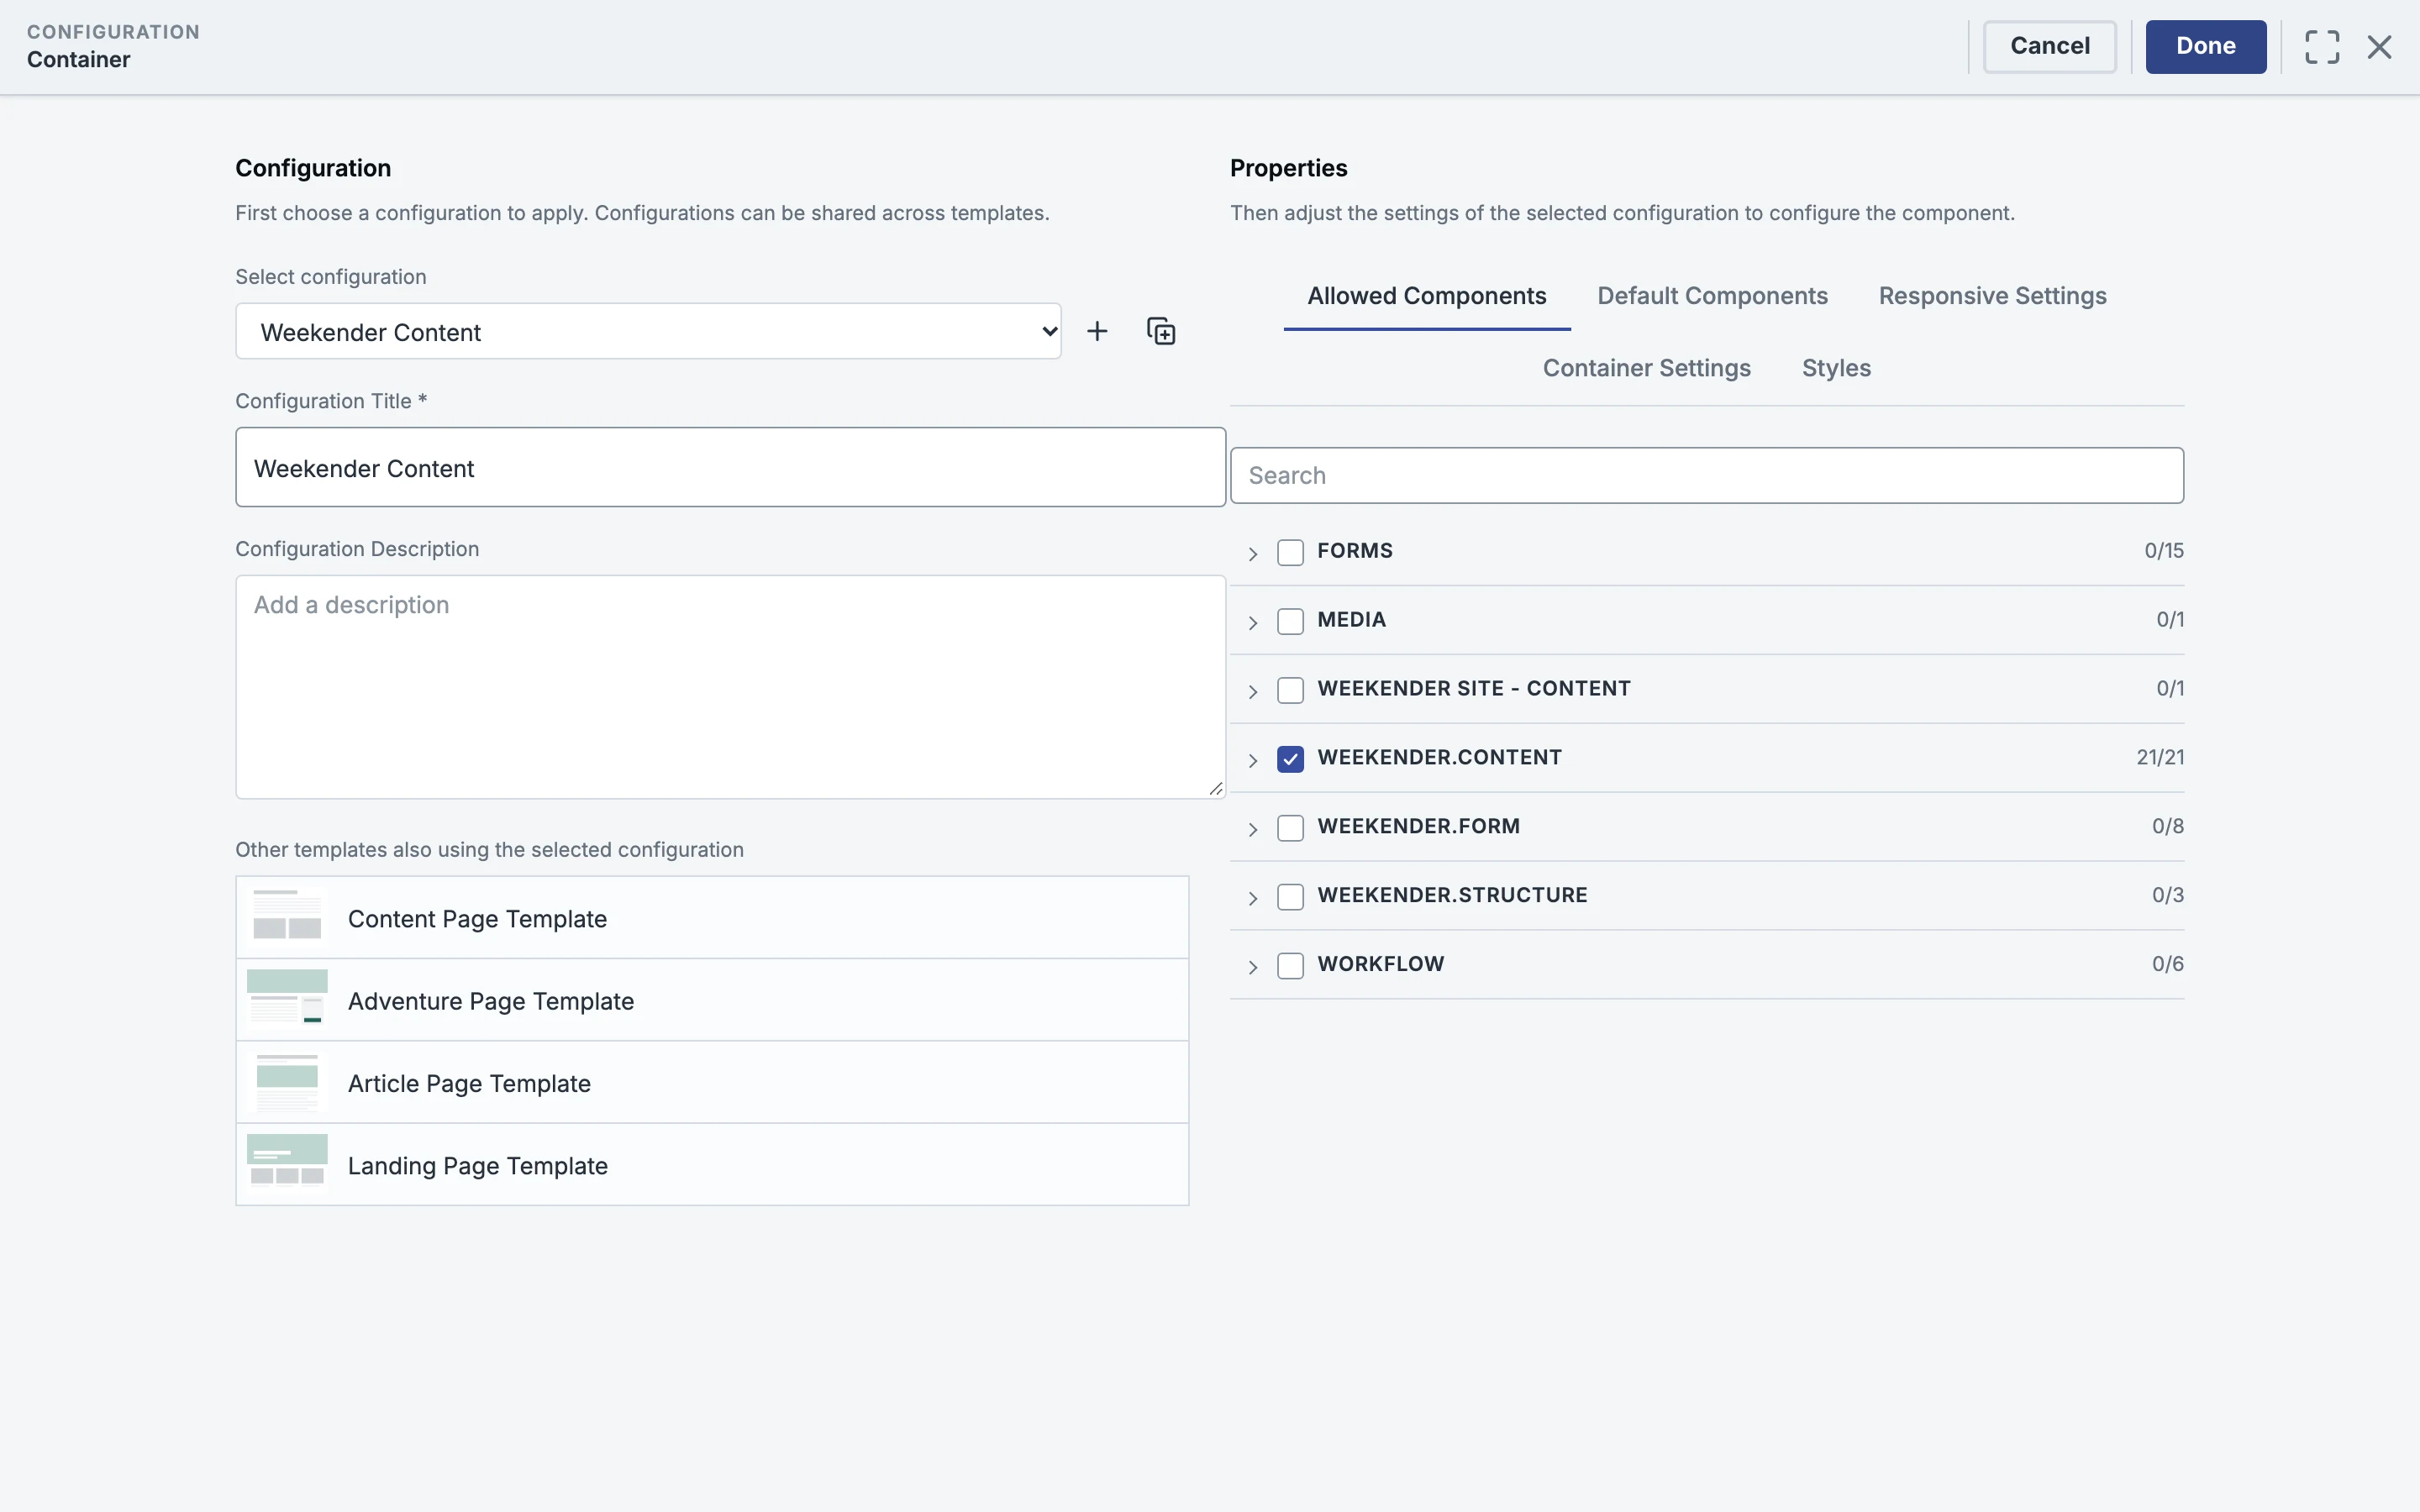 CONFIGURATION
Container
Cancel
Done
Configuration
First choose a configuration to apply. Configurations can be shared across templates.
Select configuration
Weekender Content
Configuration Title *
Weekender Content
Configuration Description
Add a description
Other templates also using the selected configuration
Content Page Template
Adventure Page Template
Article Page Template
Landing Page Template
Properties
Then adjust the settings of the selected configuration to configure the component.
Allowed Components Default Components Responsive Settings
Container Settings Styles
Search
FORMS 0/15
MEDIA 0/1
WEEKENDER SITE - CONTENT 0/1
WEEKENDER.CONTENT 21/21
WEEKENDER.FORM 0/8
WEEKENDER.STRUCTURE 0/3
WORKFLOW 0/6